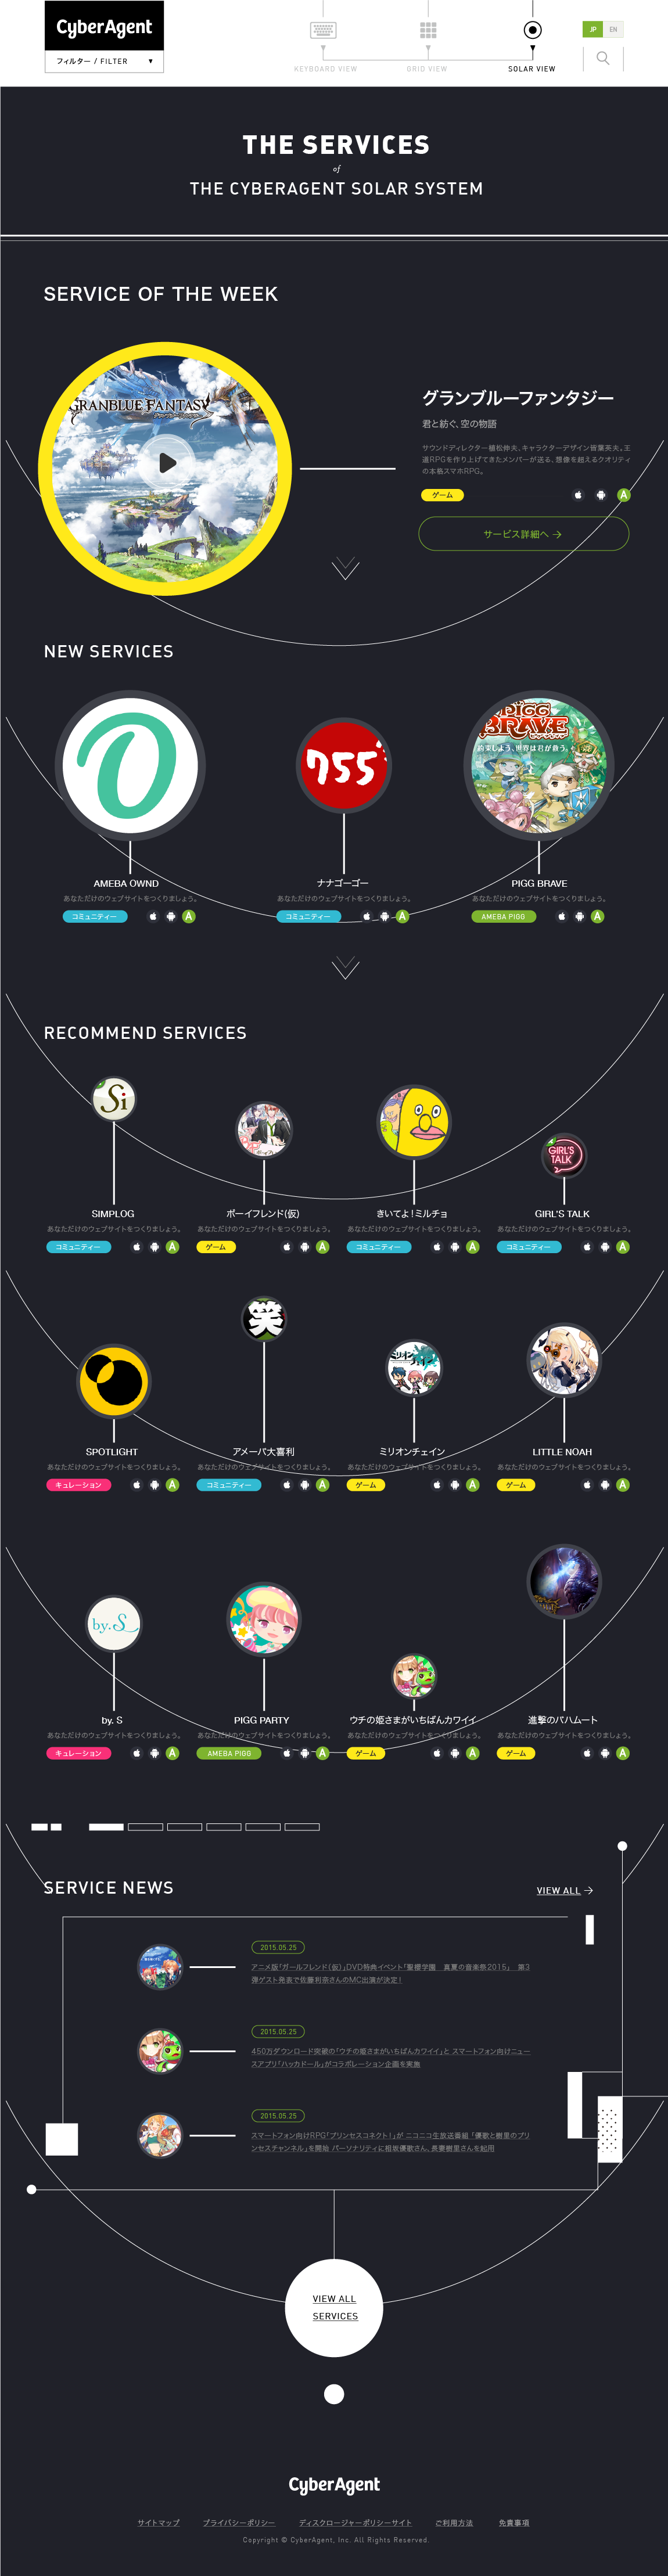 CyberAgent
フィルター / FILTER ▼
KEYBOARD VIEW
GRID VIEW
SOLAR VIEW
JP
EN
THE SERVICES
of
THE CYBERAGENT SOLAR SYSTEM
SERVICE OF THE WEEK
GRANBLUE FANTASY
グランブルーファンタジー
君と紡ぐ、空の物語
サウンドディレクター植松伸夫、キャラクターデザイン皆葉英夫。王
道RPGを作り上げてきたメンバーが送る、想像を超えるクオリティ
の本格スマホRPG。
ゲーム
A
サービス詳細へ →
NEW SERVICES
755
PIGG
BRAVE
約束しよう、世界は君が救う。
AMEBA OWND
あなただけのウェブサイトをつくりましょう。
コミュニティー
A
ナナゴーゴー
あなただけのウェブサイトをつくりましょう。
コミュニティー
A
PIGG BRAVE
あなただけのウェブサイトをつくりましょう。
AMEBA PIGG
A
RECOMMEND SERVICES
Si
GIRL'S
TALK
SIMPLOG
あなただけのウェブサイトをつくりましょう。
コミュニティー
A
ボーイフレンド(仮)
あなただけのウェブサイトをつくりましょう。
ゲーム
A
きいてよ！ミルチョ
あなただけのウェブサイトをつくりましょう。
コミュニティー
A
GIRL'S TALK
あなただけのウェブサイトをつくりましょう。
コミュニティー
A
笑
ミリオン
チェイン
SPOTLIGHT
あなただけのウェブサイトをつくりましょう。
キュレーション
A
アメーバ大喜利
あなただけのウェブサイトをつくりましょう。
コミュニティー
A
ミリオンチェイン
あなただけのウェブサイトをつくりましょう。
ゲーム
A
LITTLE NOAH
あなただけのウェブサイトをつくりましょう。
ゲーム
A
by.S
by. S
あなただけのウェブサイトをつくりましょう。
キュレーション
A
PIGG PARTY
あなただけのウェブサイトをつくりましょう。
AMEBA PIGG
A
ウチの姫さまがいちばんカワイイ
あなただけのウェブサイトをつくりましょう。
ゲーム
A
進撃のバハムート
あなただけのウェブサイトをつくりましょう。
ゲーム
A
SERVICE NEWS
VIEW ALL →
2015.05.25
アニメ版「ガールフレンド（仮）」DVD特典イベント「聖櫻学園　真夏の音楽祭2015」　第3
弾ゲスト発表で佐藤利奈さんのMC出演が決定！
2015.05.25
450万ダウンロード突破の「ウチの姫さまがいちばんカワイイ」と スマートフォン向けニュー
スアプリ「ハッカドール」がコラボレーション企画を実施
2015.05.25
スマートフォン向けRPG「プリンセスコネクト！」が ニコニコ生放送番組 「優歌と樹里のプリ
ンセスチャンネル」を開始 パーソナリティに相坂優歌さん、長妻樹里さんを起用
VIEW ALL
SERVICES
CyberAgent
サイトマップ
プライバシーポリシー
ディスクロージャーポリシーサイト
ご利用方法
免責事項
Copyright © CyberAgent, Inc. All Rights Reserved.